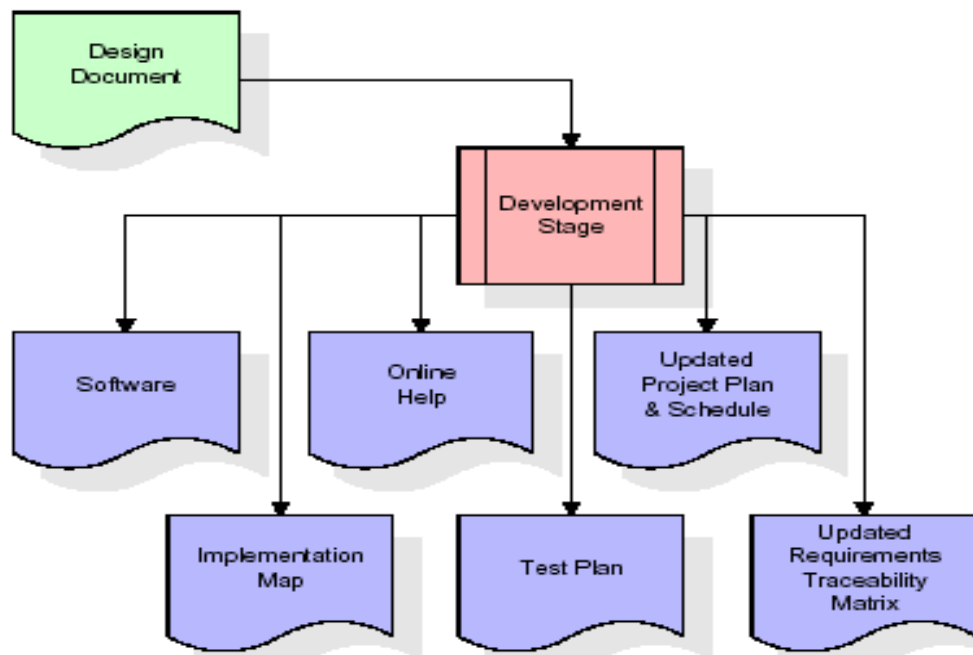 Design
Document
Development
Stage
Software
Online
Help
Updated
Project Plan
& Schedule
Implementation
Map
Test Plan
Updated
Requirements
Traceability
Matrix